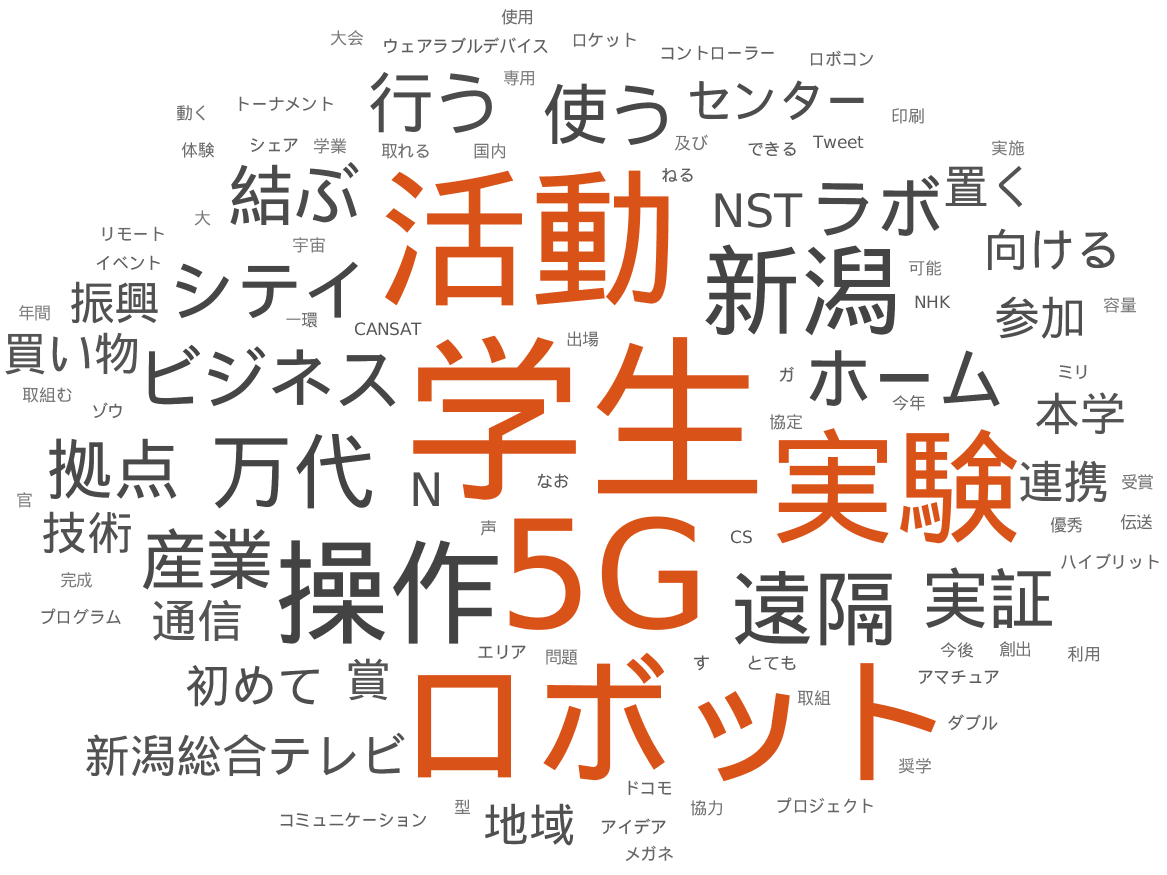 使用
大会
ウェアラブルデバイス
ロケット
コントローラー
ロボコン
行う
専用
使う
センター
動く
トーナメント
印刷
体験
シェア
学業
取れる
国内
及び
できる
Tweet
実施
結ぶ
活動
ねる
NST
ラボ
置く
大
リモート
宇宙
新潟
向ける
イベント
シテイ
可能
振興
年間
一環
CANSAT
NHK
参加
容量
買い物
ビジネス
出場
学生
ガ
ホーム
ミリ
取組む
ゾウ
今年
本学
協定
拠点
万代
N
なお
実験
連携
受賞
官
技術
声
5G
CS
優秀
伝送
産業
操作
ハイブリット
完成
遠隔
実証
プログラム
通信
エリア
問題
す
とても
今後
創出
利用
初めて
賞
アマチュア
ロボット
取組
ダブル
新潟総合テレビ
奨学
ドコモ
コミュニケーション
型
地域
協力
プロジェクト
アイデア
メガネ